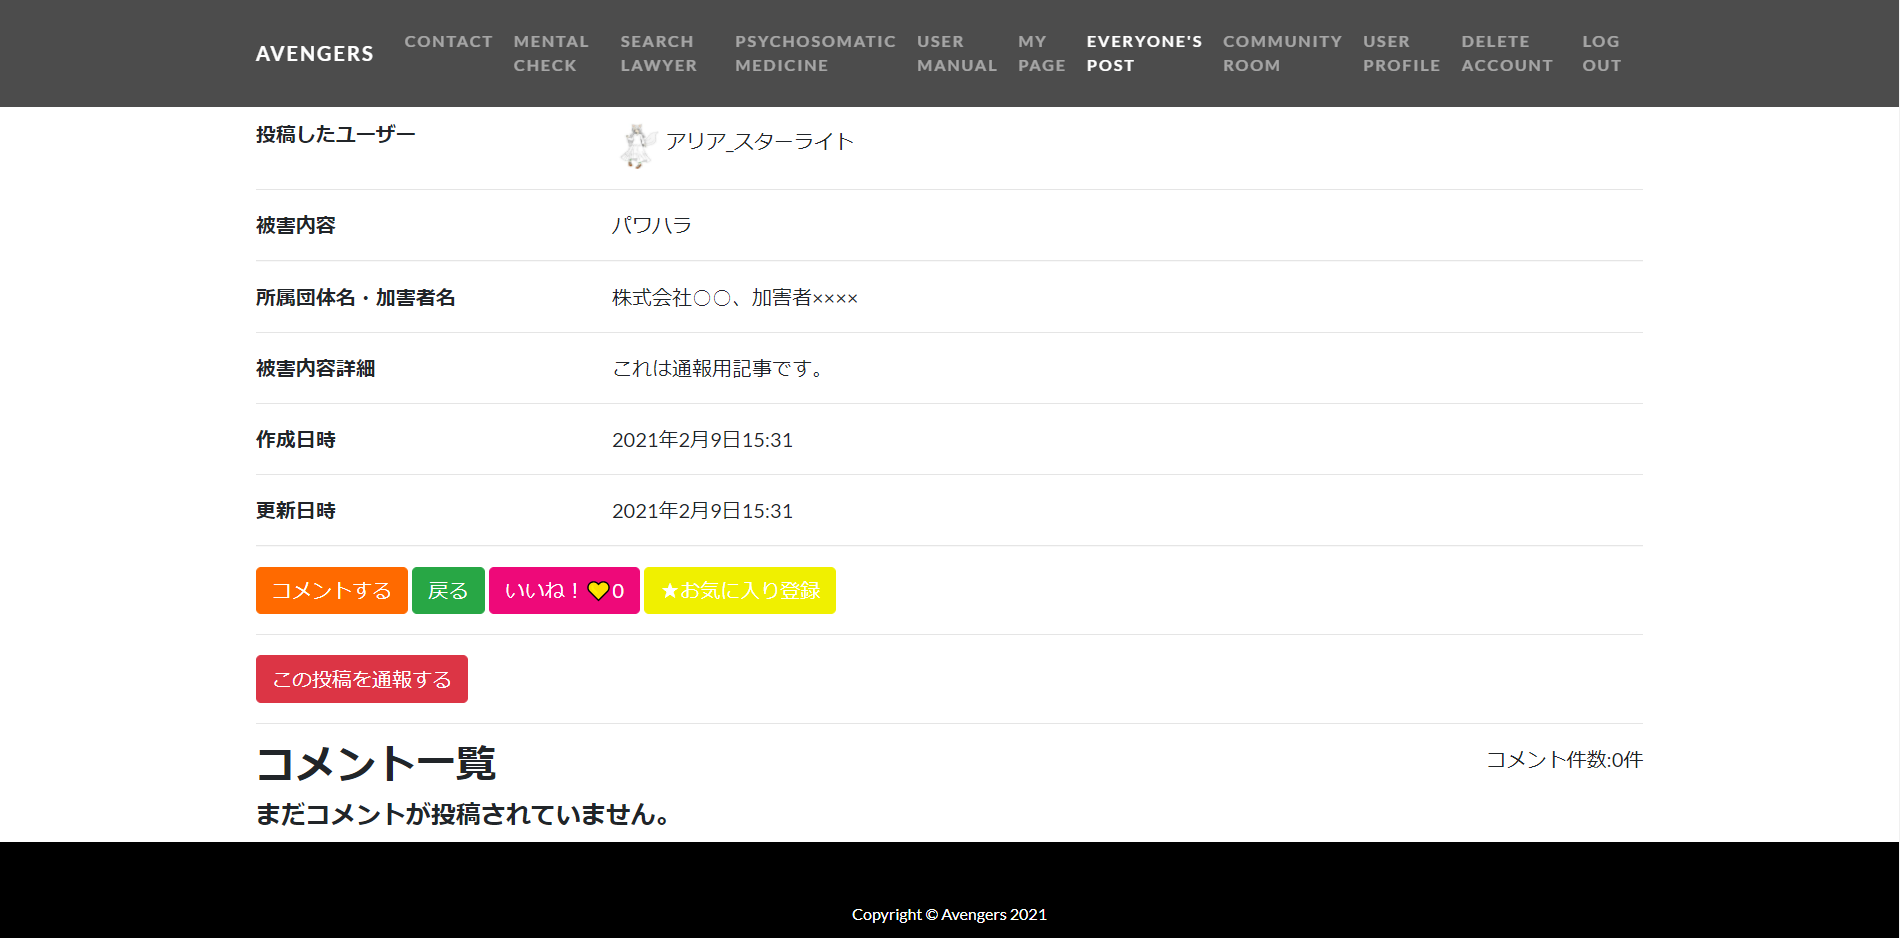 AVENGERS
CONTACT
MENTAL
CHECK
SEARCH
LAWYER
PSYCHOSOMATIC
MEDICINE
USER
MANUAL
MY
PAGE
EVERYONE'S
POST
COMMUNITY
ROOM
USER
PROFILE
DELETE
ACCOUNT
LOG
OUT
投稿したユーザー
アリア_スターライト
被害内容
パワハラ
所属団体名・加害者名
株式会社○○、加害者××××
被害内容詳細
これは通報用記事です。
作成日時
2021年2月9日15:31
更新日時
2021年2月9日15:31
コメントする
戻る
いいね！💛0
★お気に入り登録
この投稿を通報する
コメント一覧
コメント件数:0件
まだコメントが投稿されていません。
Copyright © Avengers 2021